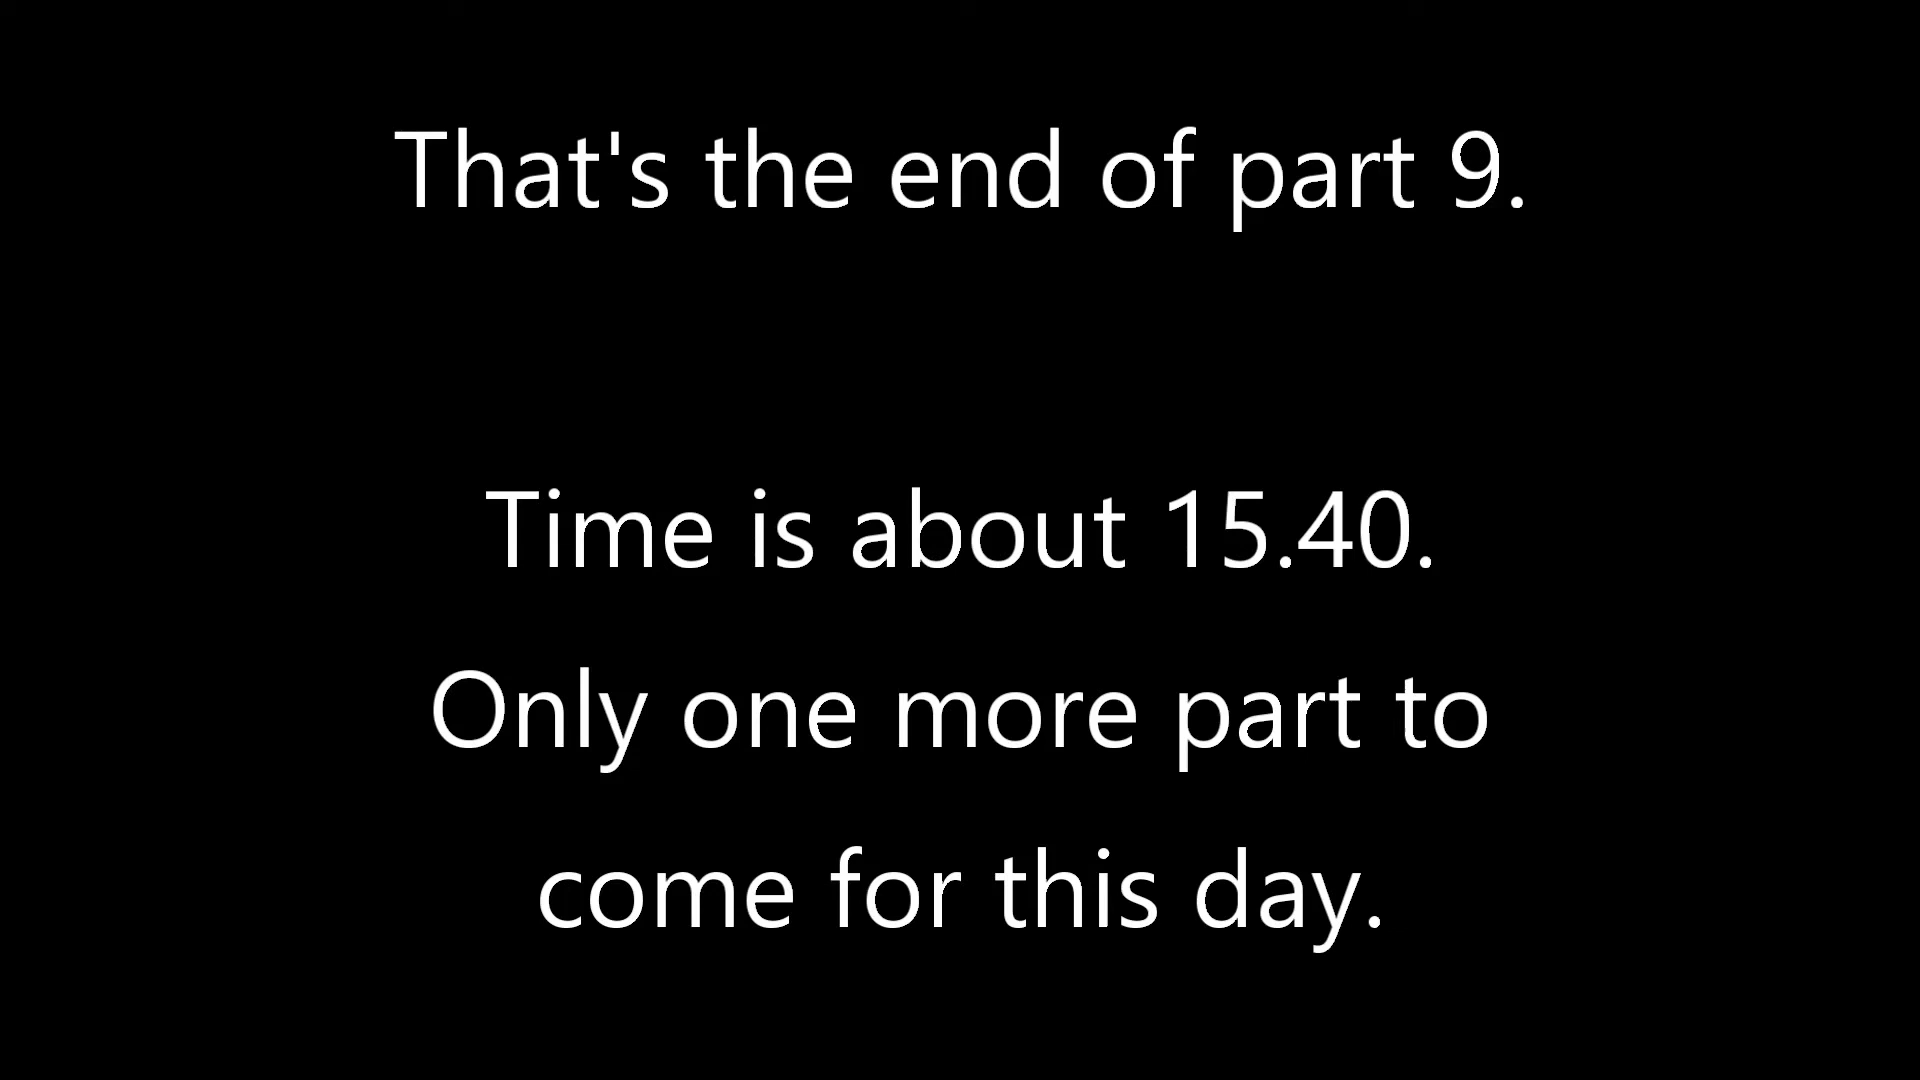 That's the end of part 9.
Time is about 15.40.
Only one more part to
come for this day.